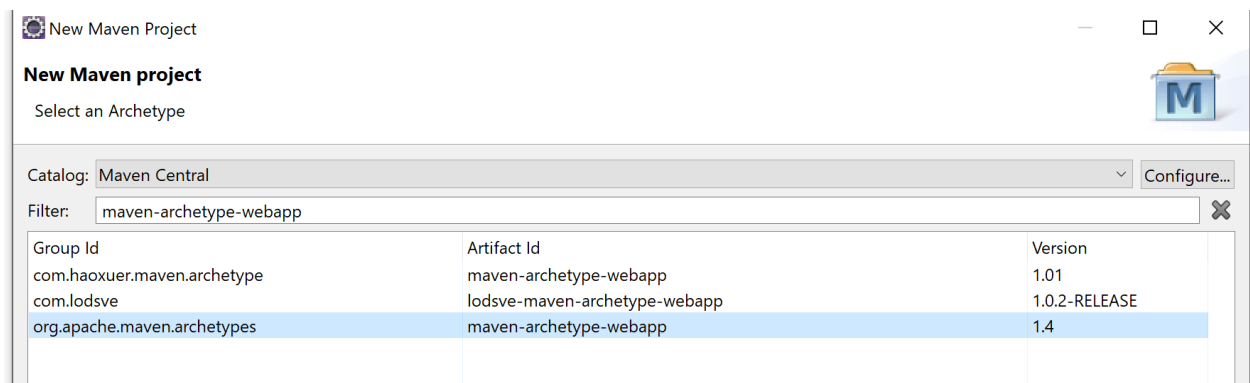 New Maven Project
New Maven project
Select an Archetype
M
Catalog: Maven Central Configure...
Filter: maven-archetype-webapp
Group Id Artifact Id Version
com.haoxuer.maven.archetype maven-archetype-webapp 1.01
com.lodsve lodsve-maven-archetype-webapp 1.0.2-RELEASE
org.apache.maven.archetypes maven-archetype-webapp 1.4